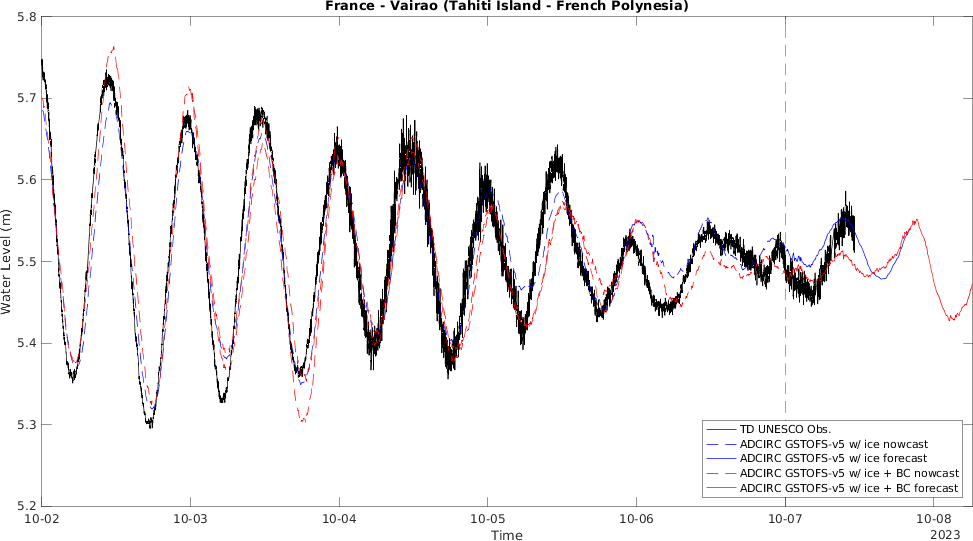 France - Vairao (Tahiti Island - French Polynesia)
5.8
5.7
5.6
5.5
5.4
5.3
5.2
Water Level (m)
TD UNESCO Obs.
ADCIRC GSTOFS-v5 w/ ice nowcast
ADCIRC GSTOFS-v5 w/ ice forecast
ADCIRC GSTOFS-v5 w/ ice + BC nowcast
ADCIRC GSTOFS-v5 w/ ice + BC forecast
10-02 10-03 10-04 10-05 10-06 10-07 10-08
Time
2023